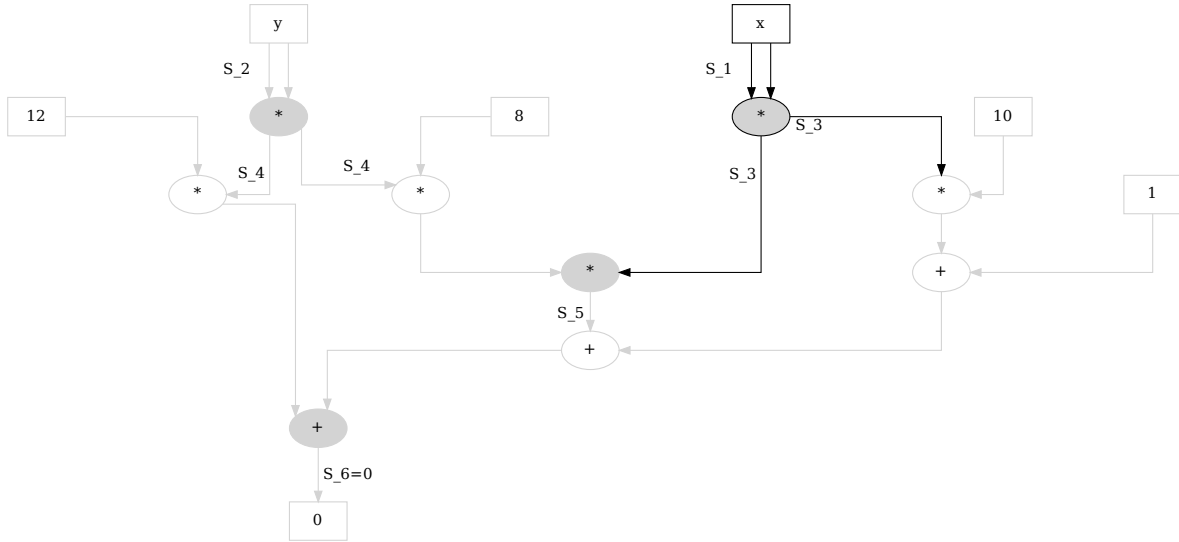 y x
S_2 S_1
12 * 8 * S_3 10
S_4 S_4 S_3
* * * 1
* +
S_5
+
+
S_6=0
0